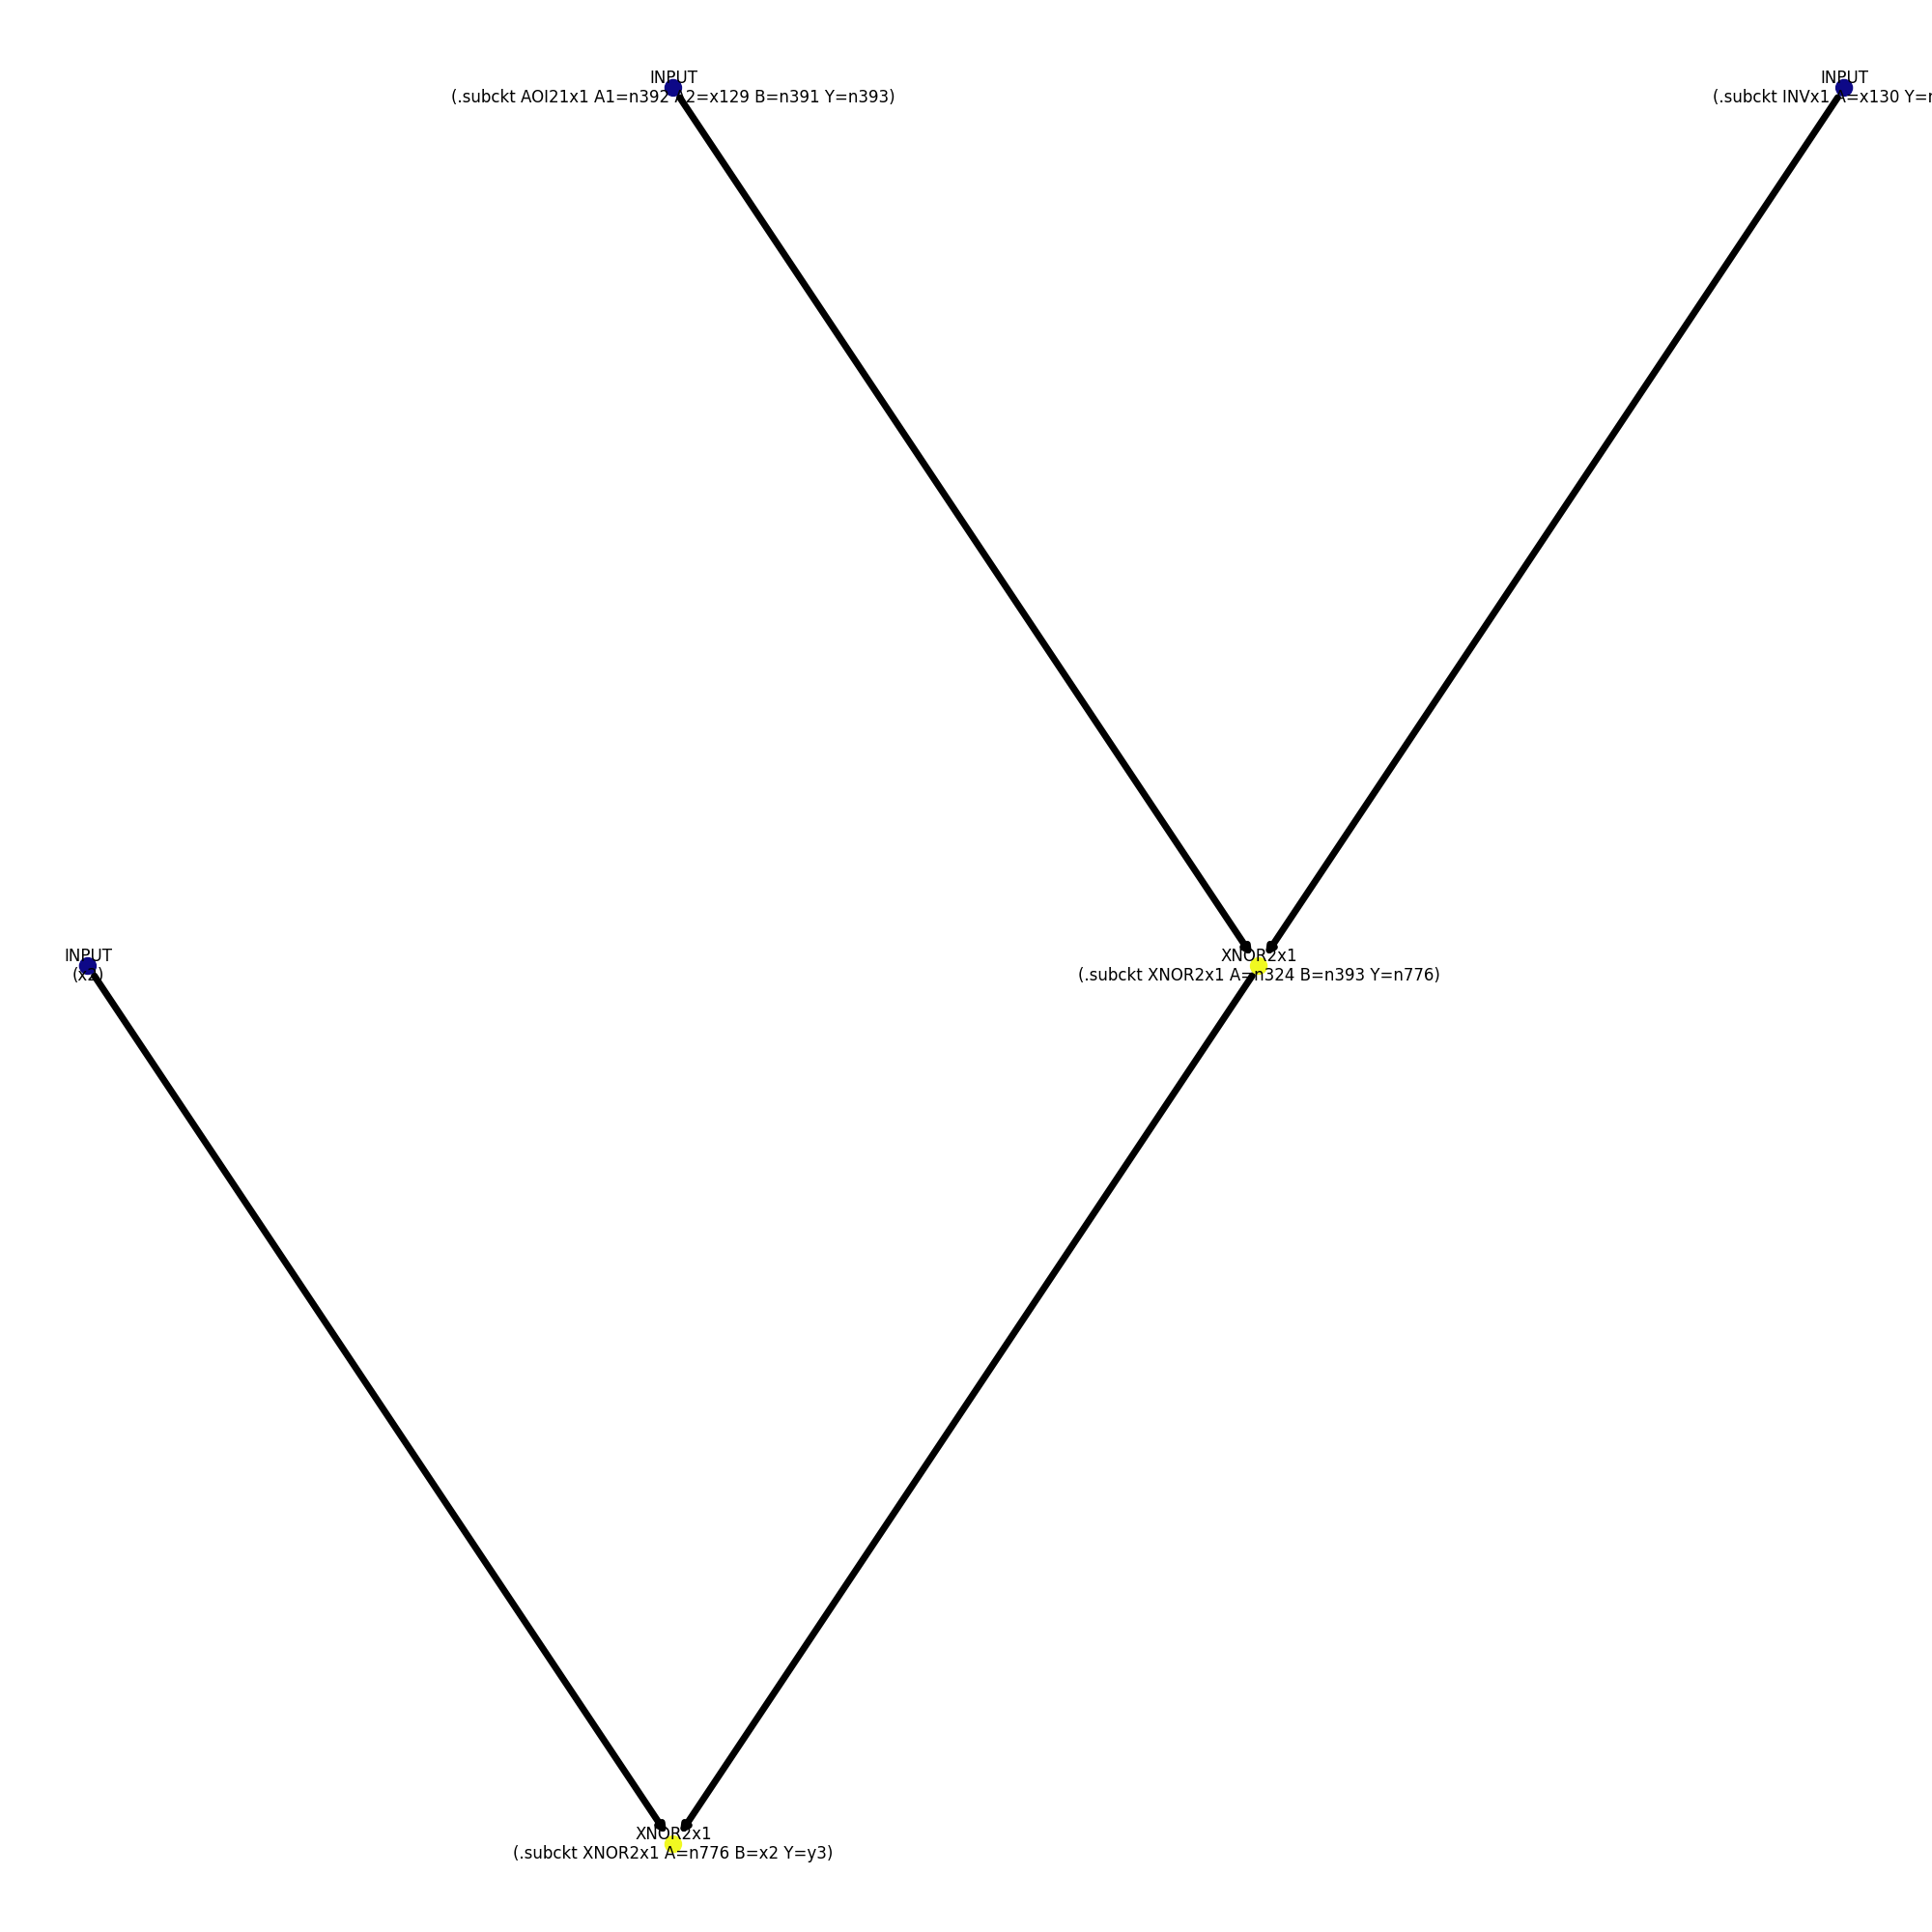 INPUT
(.subckt AOI21x1 A1=n392 A2=x129 B=n391 Y=n393)
INPUT
(.subckt INVx1 A=x130
INPUT
(x2)
XNOR2x1
(.subckt XNOR2x1 A=n324 B=n393 Y=n776)
XNOR2x1
(.subckt XNOR2x1 A=n776 B=x2 Y=y3)